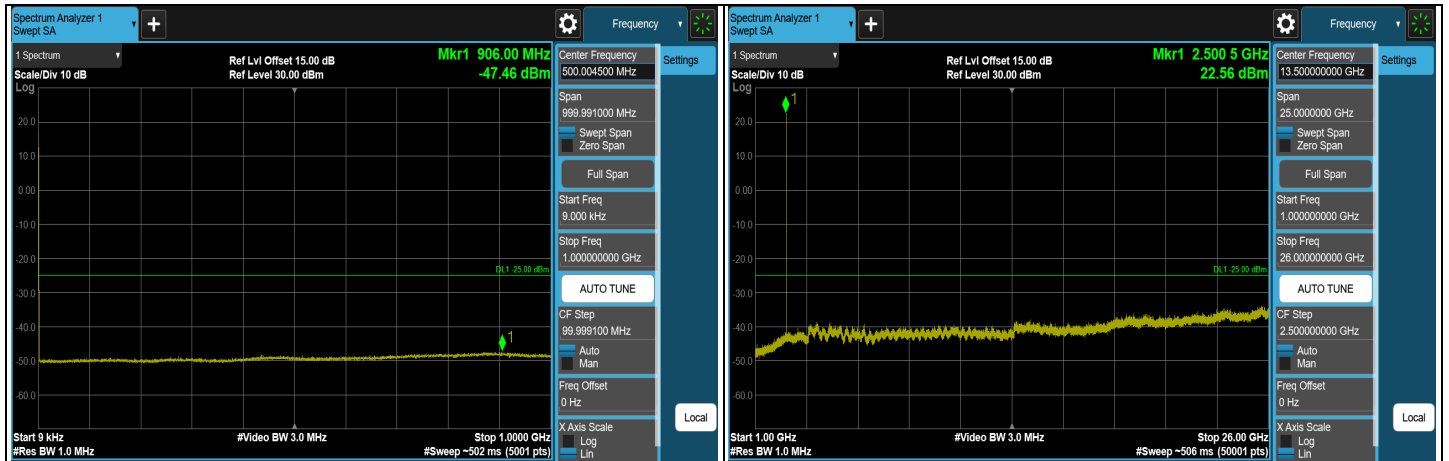 Spectrum Analyzer 1
Swept SA
+
Frequency
1 Spectrum
Scale/Div 10 dB
Log
Ref Lvl Offset 15.00 dB
Ref Level 30.00 dBm
Mkr1 906.00 MHz
-47.46 dBm
20.0
10.0
0.00
-10.0
-20.0
-30.0
-40.0
-50.0
-60.0
DL1 -25.00 dBm
1
Start 9 kHz
#Res BW 1.0 MHz
#Video BW 3.0 MHz
Stop 1.0000 GHz
#Sweep ~502 ms (5001 pts)
Center Frequency
500.004500 MHz
Settings
Span
999.991000 MHz
Swept Span
Zero Span
Full Span
Start Freq
9.000 kHz
Stop Freq
1.000000000 GHz
AUTO TUNE
CF Step
99.999100 MHz
Auto
Man
Freq Offset
0 Hz
X Axis Scale
Log
Lin
Local
Spectrum Analyzer 1
Swept SA
+
Frequency
1 Spectrum
Scale/Div 10 dB
Log
Ref Lvl Offset 15.00 dB
Ref Level 30.00 dBm
Mkr1 2.500 5 GHz
22.56 dBm
1
20.0
10.0
0.00
-10.0
-20.0
-30.0
-40.0
-50.0
-60.0
DL1 -25.00 dBm
Start 1.00 GHz
#Res BW 1.0 MHz
#Video BW 3.0 MHz
Stop 26.00 GHz
#Sweep ~506 ms (50001 pts)
Center Frequency
13.500000000 GHz
Settings
Span
25.0000000 GHz
Swept Span
Zero Span
Full Span
Start Freq
1.000000000 GHz
Stop Freq
26.000000000 GHz
AUTO TUNE
CF Step
2.500000000 GHz
Auto
Man
Freq Offset
0 Hz
X Axis Scale
Log
Lin
Local